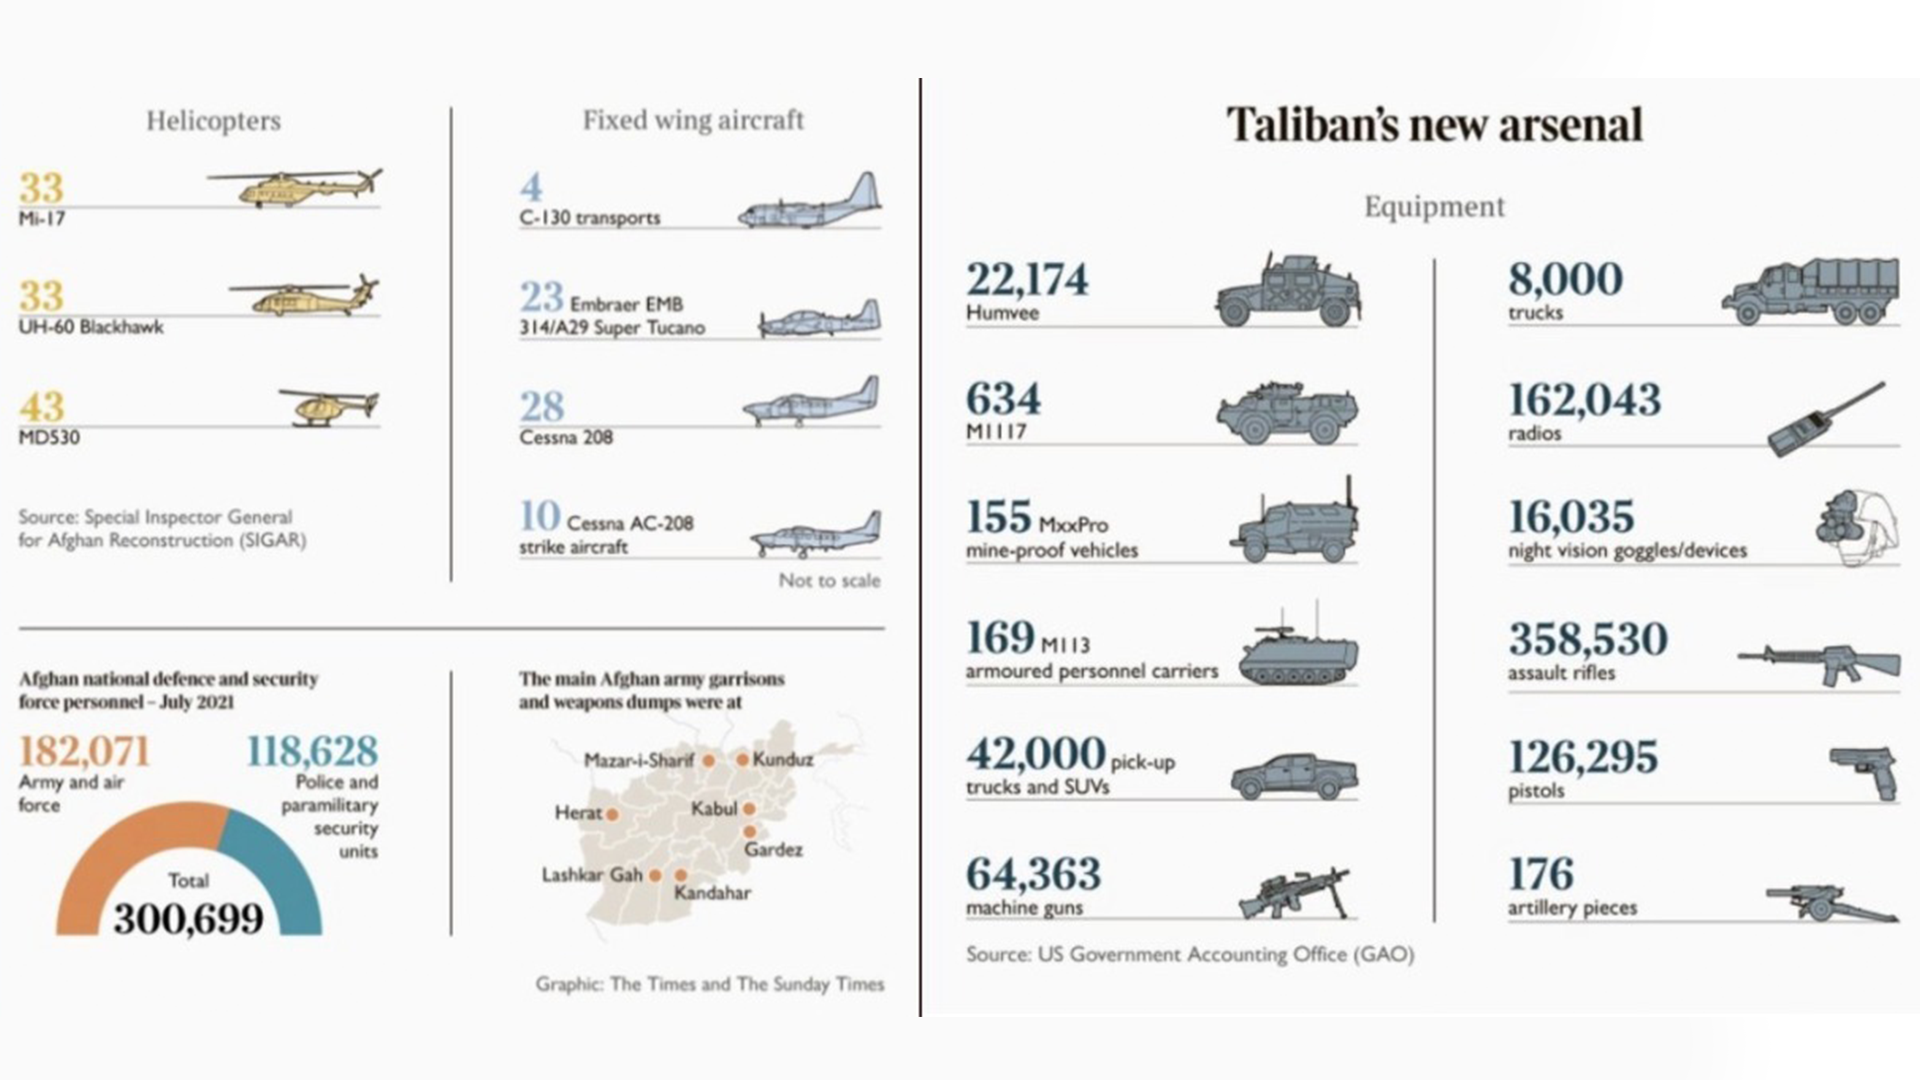 Helicopters
33
Mi-17
33
UH-60 Blackhawk
43
MD530
Source: Special Inspector General
for Afghan Reconstruction (SIGAR)
Fixed wing aircraft
4
C-130 transports
23 Embraer EMB
314/A29 Super Tucano
28
Cessna 208
10 Cessna AC-208
strike aircraft
Not to scale
Afghan national defence and security
force personnel – July 2021
182,071
Army and air
force
118,628
Police and
paramilitary
security
units
Total
300,699
The main Afghan army garrisons
and weapons dumps were at
Mazar-i-Sharif
Kunduz
Herat
Kabul
Gardez
Lashkar Gah
Kandahar
Graphic: The Times and The Sunday Times
Taliban's new arsenal
Equipment
22,174
Humvee
634
M1117
155 MxxPro
mine-proof vehicles
169 M113
armoured personnel carriers
42,000 pick-up
trucks and SUVs
64,363
machine guns
8,000
trucks
162,043
radios
16,035
night vision goggles/devices
358,530
assault rifles
126,295
pistols
176
artillery pieces
Source: US Government Accounting Office (GAO)